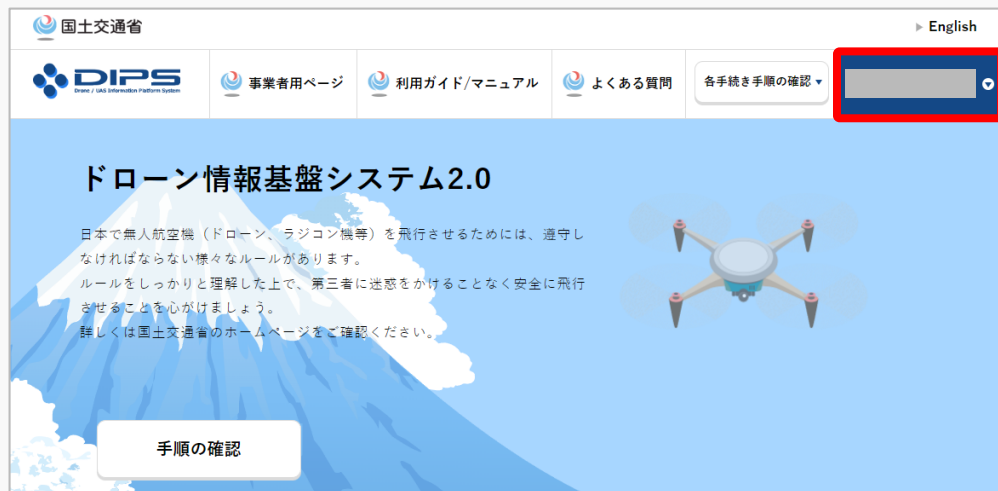 国土交通省
▶ English
DIPS
Drone / UAS Information Platform System
事業者用ページ
利用ガイド/マニュアル
よくある質問
各手続き手順の確認▼
ドローン情報基盤システム2.0
日本で無人航空機（ドローン、ラジコン機等）を飛行させるためには、遵守し
なければならない様々なルールがあります。
ルールをしっかりと理解した上で、第三者に迷惑をかけることなく安全に飛行
させることを心がけましょう。
詳しくは国土交通省のホームページをご確認ください。
手順の確認